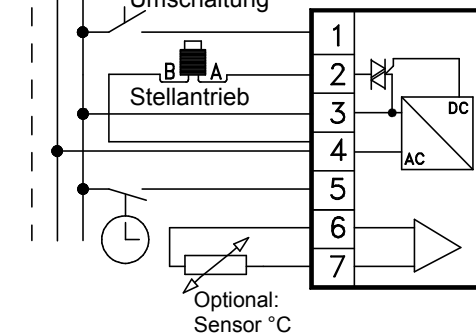 Umschaltung
1
B A
2
Stellantrieb
3
DC
4
AC
5
6
7
Optional:
Sensor °C